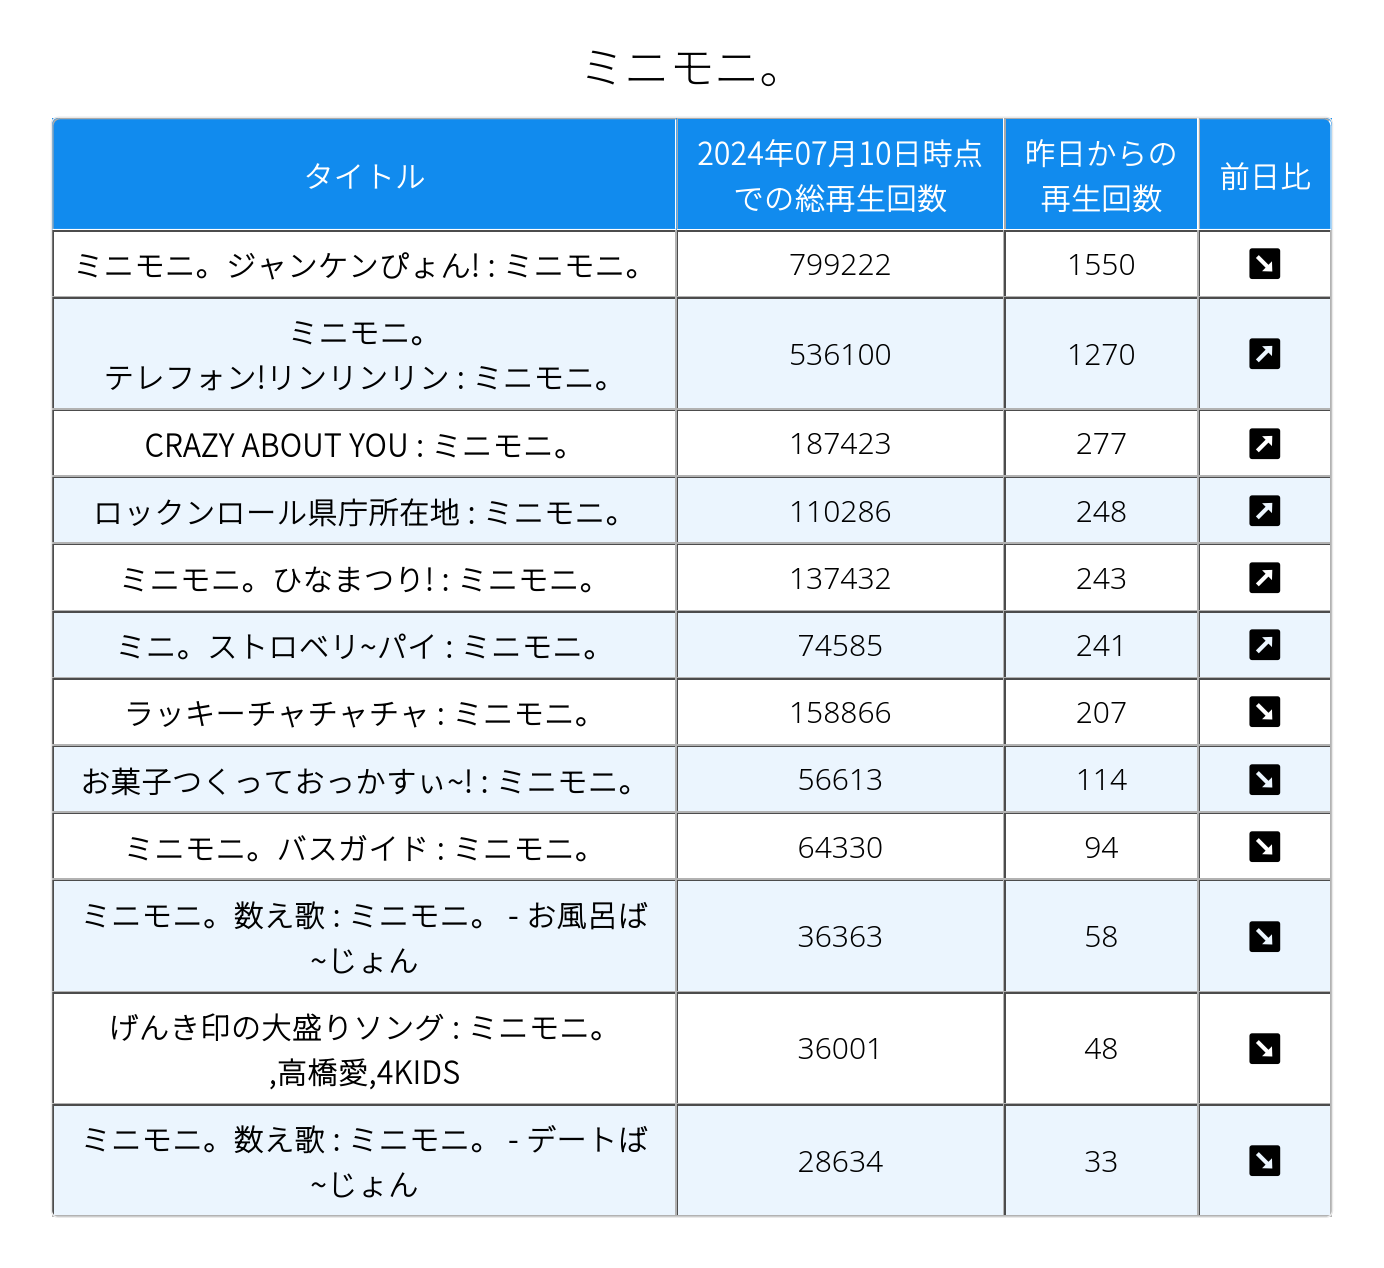 ミニモニ。
タイトル
2024年07月10日時点
での総再生回数
昨日からの
再生回数
前日比
ミニモニ。ジャンケンぴょん! : ミニモニ。
799222
1550
ミニモニ。
テレフォン!リンリンリン : ミニモニ。
536100
1270
CRAZY ABOUT YOU : ミニモニ。
187423
277
ロックンロール県庁所在地 : ミニモニ。
110286
248
ミニモニ。ひなまつり! : ミニモニ。
137432
243
ミニ。ストロベリ~パイ : ミニモニ。
74585
241
ラッキーチャチャチャ : ミニモニ。
158866
207
お菓子つくっておっかすぃ~! : ミニモニ。
56613
114
ミニモニ。バスガイド : ミニモニ。
64330
94
ミニモニ。数え歌 : ミニモニ。 - お風呂ば
~じょん
36363
58
げんき印の大盛りソング : ミニモニ。
,高橋愛,4KIDS
36001
48
ミニモニ。数え歌 : ミニモニ。 - デートば
~じょん
28634
33